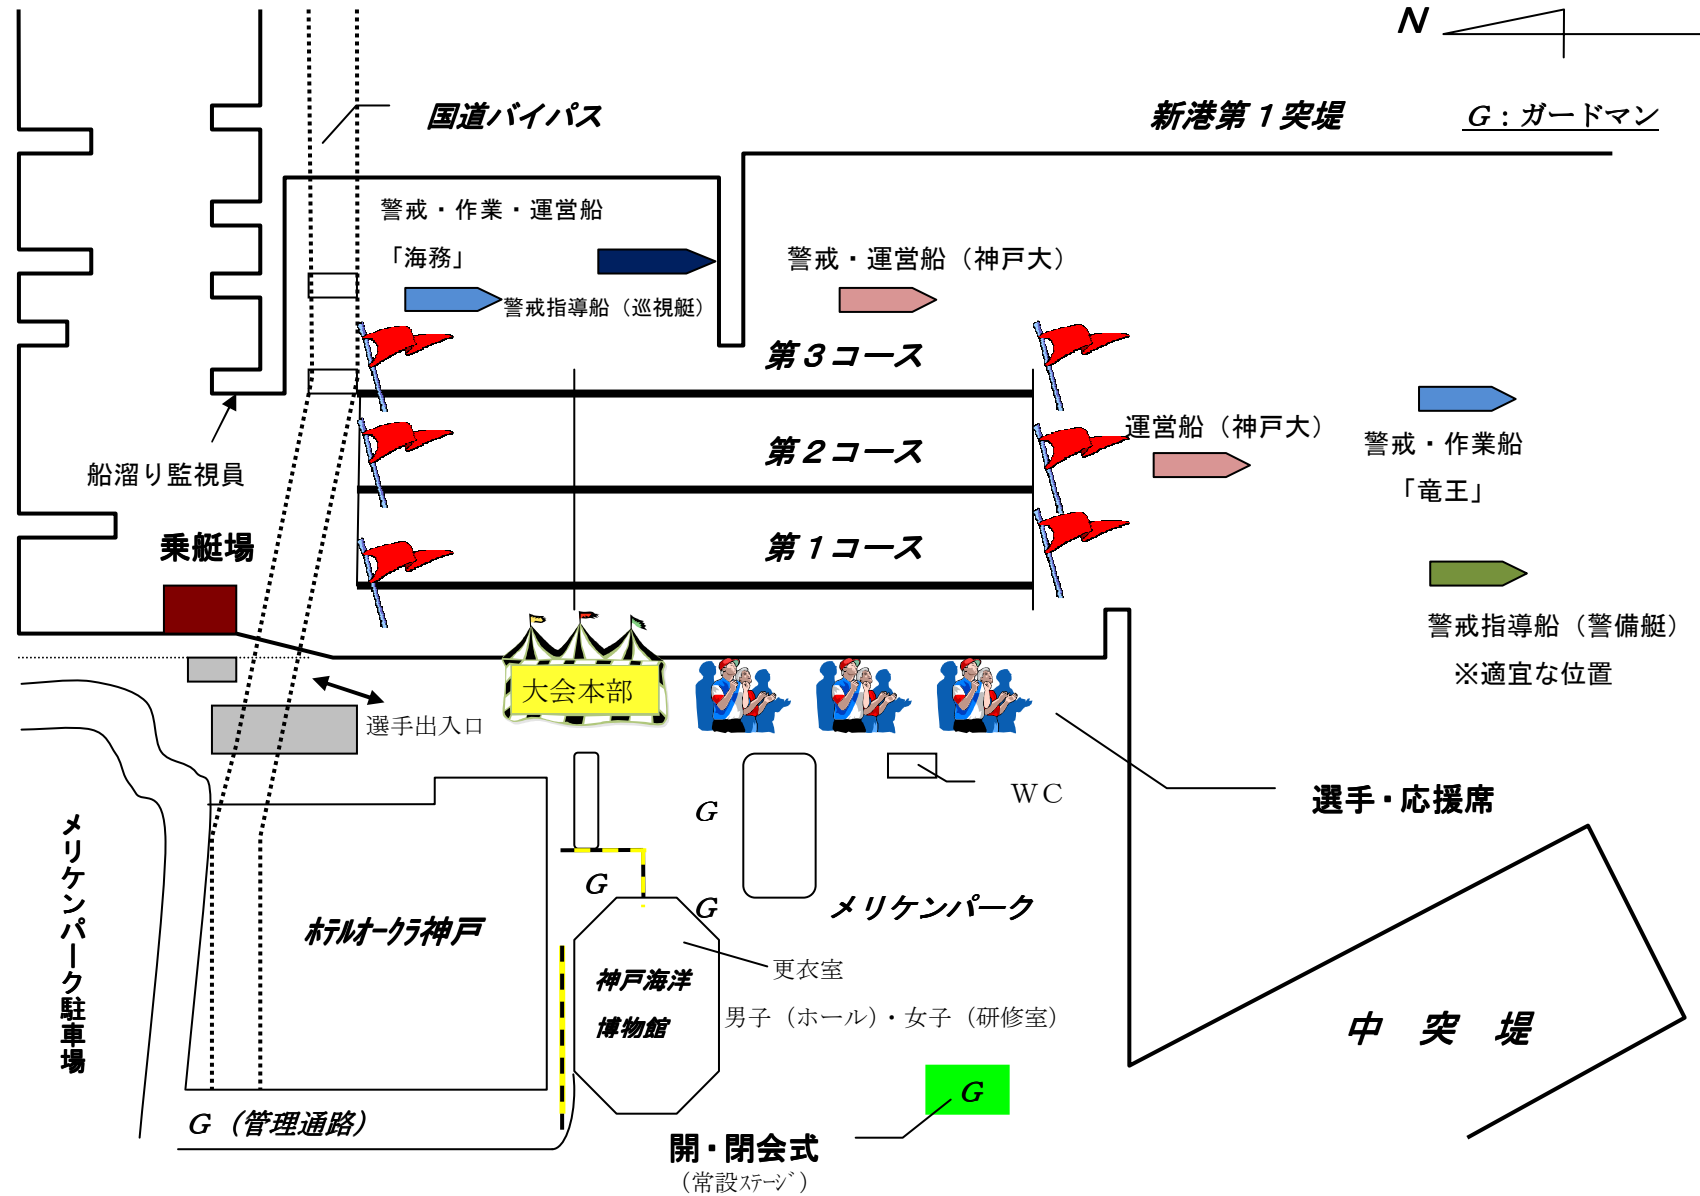 N
国道バイパス
新港第１突堤
G：ガードマン
警戒・作業・運営船
「海務」
警戒・運営船（神戸大）
警戒指導船（巡視艇）
第３コース
運営船（神戸大）
警戒・作業船
「竜王」
第２コース
船溜り監視員
乗艇場
第１コース
警戒指導船（警備艇）
※適宜な位置
大会本部
選手出入口
WC
選手・応援席
G
メリケンパーク駐車場
G
G
メリケンパーク
ﾎﾃﾙｵｰｸﾗ神戸
更衣室
神戸海洋
博物館
男子（ホール）・女子（研修室）
中突堤
G
G（管理通路）
開・閉会式
（常設ｽﾃｰｼﾞ）